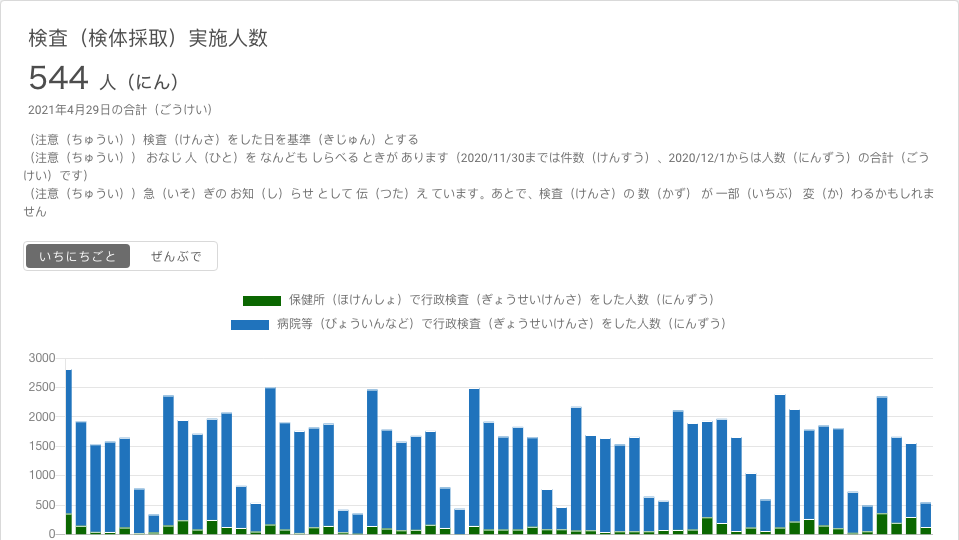 検査（検体採取）実施人数
544 人（にん）
2021年4月29日の合計（ごうけい）
（注意（ちゅうい））検査（けんさ）をした日を基準（きじゅん）とする
（注意（ちゅうい）） おなじ 人（ひと）を なんども しらべる ときが あります（2020/11/30までは件数（けんすう）、2020/12/1からは人数（にんずう）の合計（ごう
けい）です）
（注意（ちゅうい））急（いそ）ぎの お知（し）らせ として 伝（つた）え ています。あとで、検査（けんさ）の 数（かず） が 一部（いちぶ） 変（か）わるかもしれま
せん
いちにちごと ぜんぶで
保健所（ほけんしょ）で行政検査（ぎょうせいけんさ）をした人数（にんずう）
病院等（びょういんなど）で行政検査（ぎょうせいけんさ）をした人数（にんずう）
3000
2500
2000
1500
1000
500
0